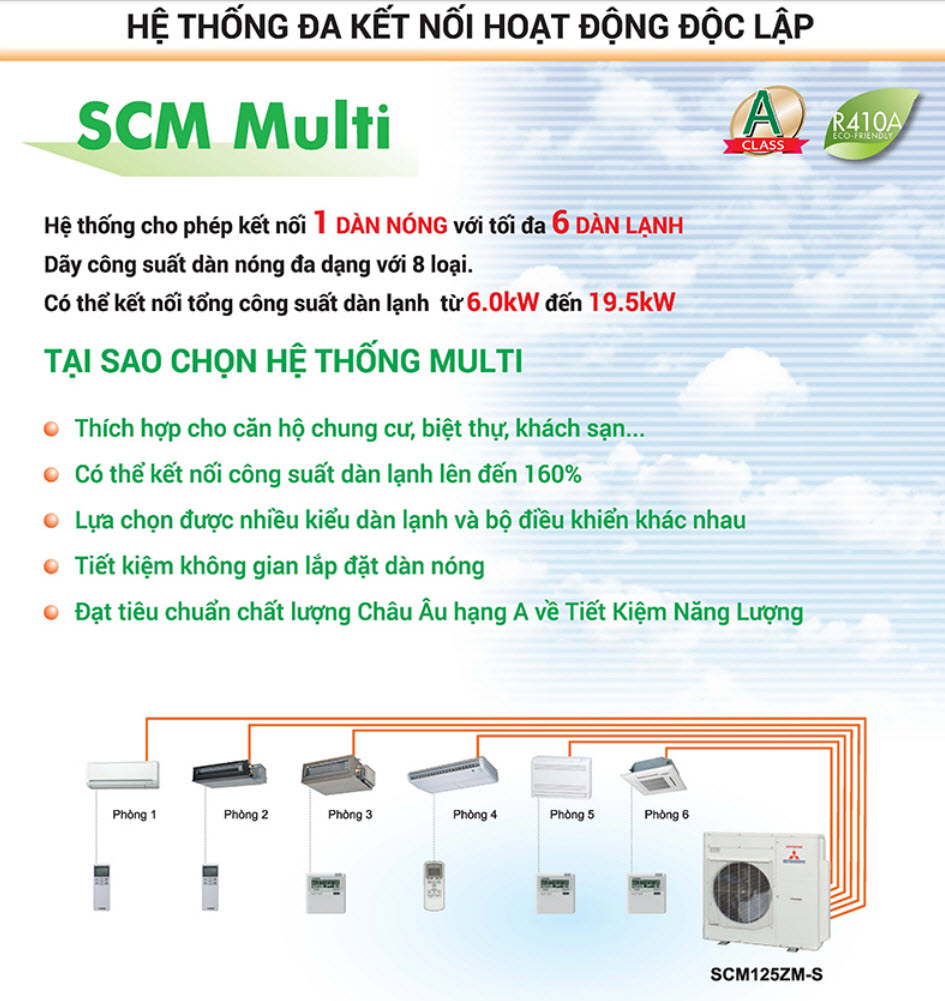 HỆ THỐNG ĐA KẾT NỐI HOẠT ĐỘNG ĐỘC LẬP
SCM Multi
A
CLASS
R410A
ECO-FRIENDLY
Hệ thống cho phép kết nối 1 DÀN NÓNG với tối đa 6 DÀN LẠNH
Dãy công suất dàn nóng đa dạng với 8 loại.
Có thể kết nối tổng công suất dàn lạnh từ 6.0kW đến 19.5kW
TẠI SAO CHỌN HỆ THỐNG MULTI
Thích hợp cho căn hộ chung cư, biệt thự, khách sạn...
Có thể kết nối công suất dàn lạnh lên đến 160%
Lựa chọn được nhiều kiểu dàn lạnh và bộ điều khiển khác nhau
Tiết kiệm không gian lắp đặt dàn nóng
Đạt tiêu chuẩn chất lượng Châu Âu hạng A về Tiết Kiệm Năng Lượng
Phòng 1
Phòng 2
Phòng 3
Phòng 4
Phòng 5
Phòng 6
SCM125ZM-S